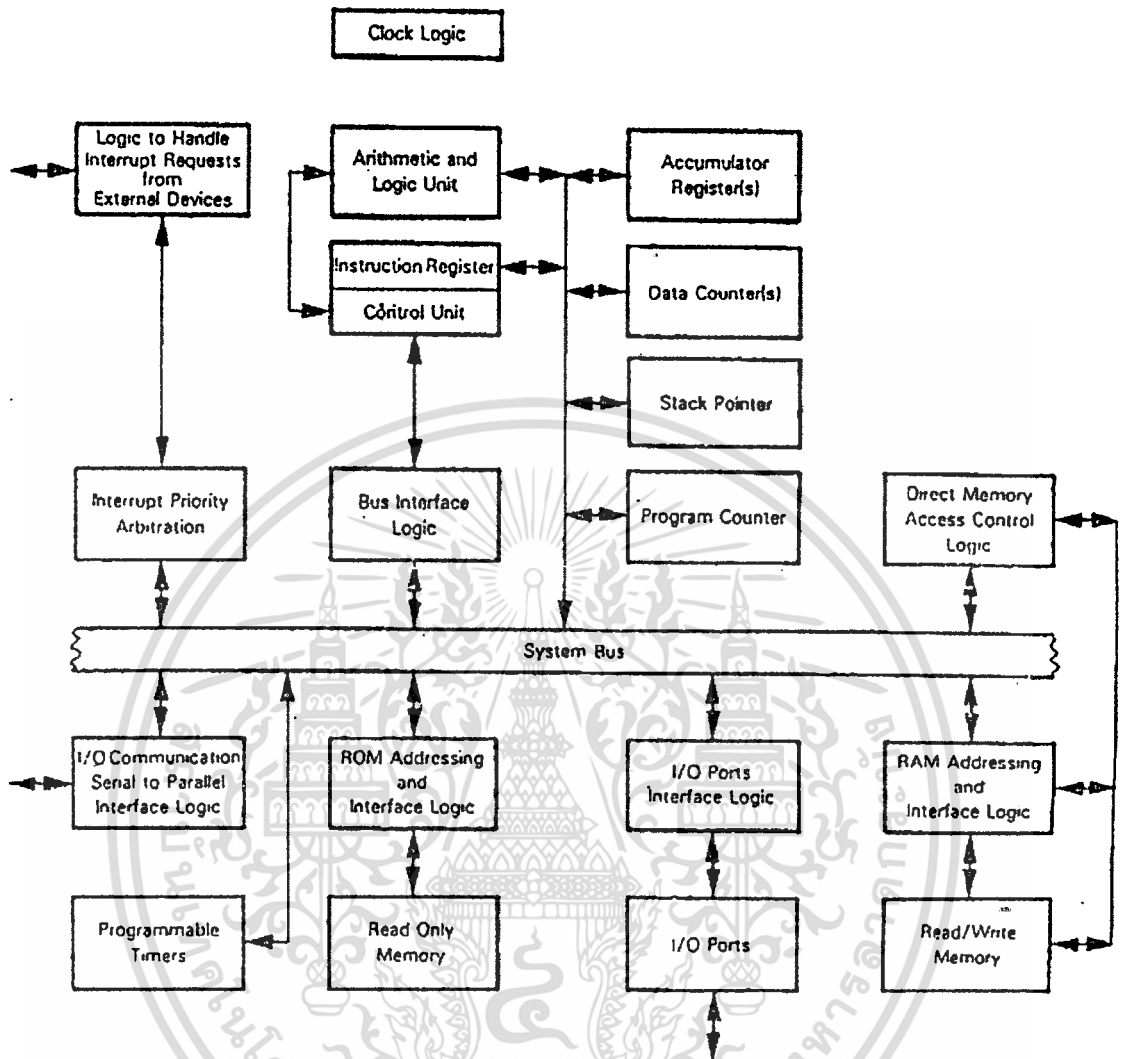 Clock Logic
Logic to Handle
Interrupt Requests
from
External Devices
Arithmetic and
Logic Unit
Accumulator
Register(s)
Instruction Register
Control Unit
Data Counter(s)
Stack Pointer
Interrupt Priority
Arbitration
Bus Interface
Logic
Program Counter
Direct Memory
Access Control
Logic
System Bus
I/O Communication
Serial to Parallel
Interface Logic
ROM Addressing
and
Interface Logic
I/O Ports
Interface Logic
RAM Addressing
and
Interface Logic
Programmable
Timers
Read Only
Memory
I/O Ports
Read/Write
Memory